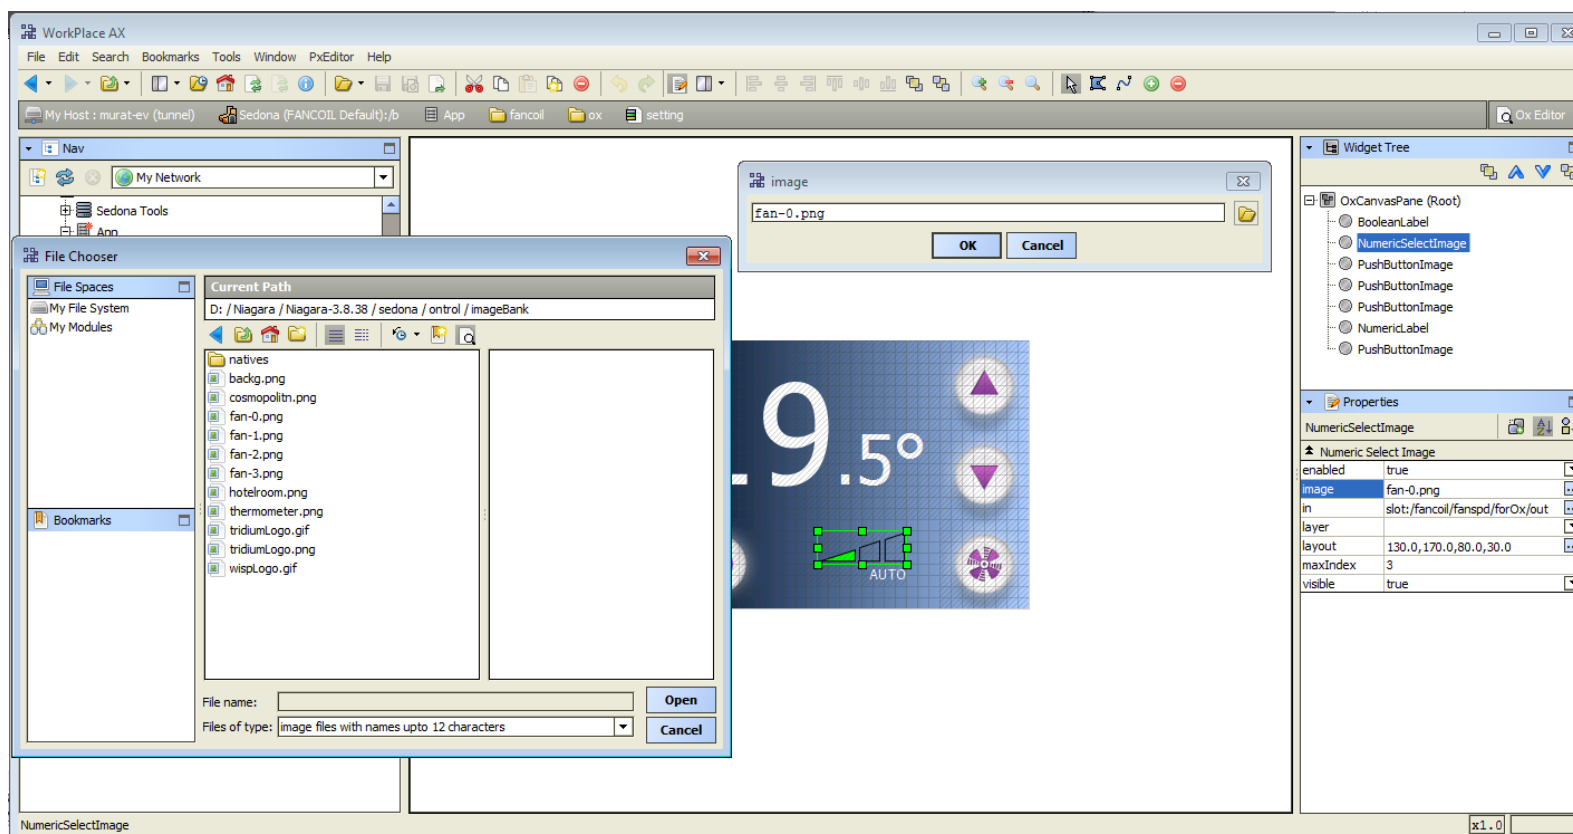 WorkPlace AX
File Edit Search Bookmarks Tools Window PxEditor Help
My Host : murat-ev (tunnel) Sedona (FANCOIL Default):/b App fancoil ox setting Ox Editor
Nav
My Network
Sedona Tools
App
File Chooser
File Spaces
My File System
My Modules
Bookmarks
Current Path
D: / Niagara / Niagara-3.8.38 / sedona / ontrol / imageBank
natives
backg.png
cosmopolitn.png
fan-0.png
fan-1.png
fan-2.png
fan-3.png
hotelroom.png
thermometer.png
tridiumLogo.gif
tridiumLogo.png
wispLogo.gif
File name:
Open
Files of type: image files with names upto 12 characters
Cancel
image
fan-0.png
OK Cancel
9.5°
AUTO
Widget Tree
OxCanvasPane (Root)
BooleanLabel
NumericSelectImage
PushButtonImage
PushButtonImage
PushButtonImage
NumericLabel
PushButtonImage
Properties
NumericSelectImage
Numeric Select Image
enabled true
image fan-0.png
in slot:/fancoil/fanspd/forOx/out
layer
layout 130.0,170.0,80.0,30.0
maxIndex 3
visible true
NumericSelectImage
x1.0